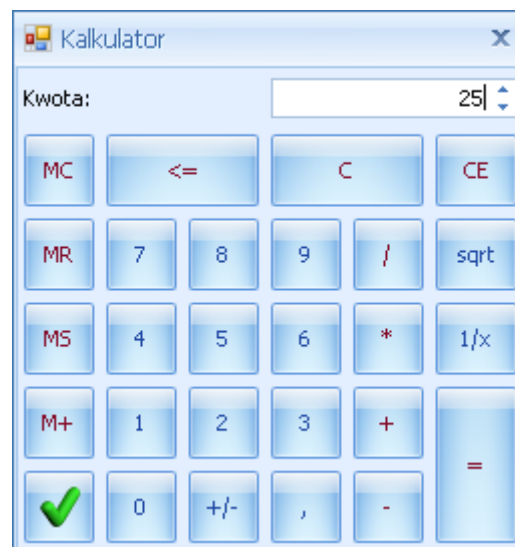 Kalkulator
Kwota: 25
MC <= C CE
MR 7 8 9 / sqrt
MS 4 5 6 * 1/x
M+ 1 2 3 + =
0 +/- , -